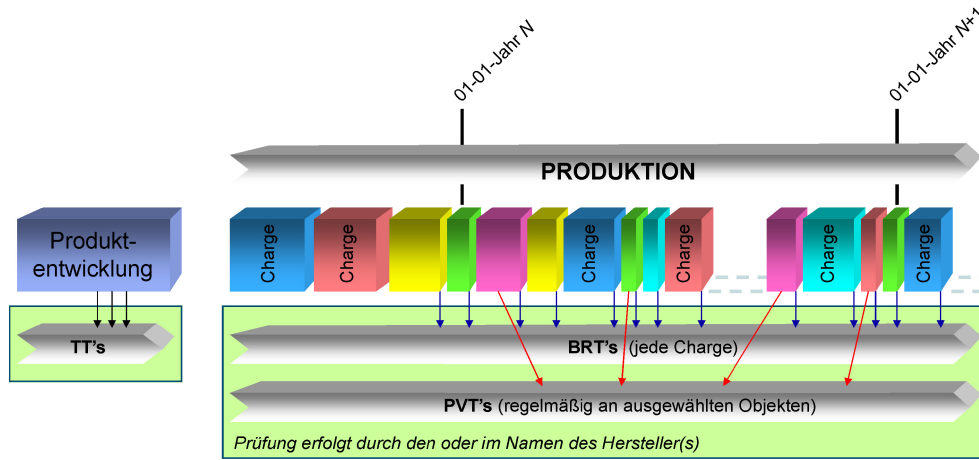 01-01-Jahr N
01-01-Jahr N+1
PRODUKTION
Produkt-
entwicklung
Charge
Charge
Charge
Charge
Charge
Charge
TT's
BRT's (jede Charge)
PVT's (regelmäßig an ausgewählten Objekten)
Prüfung erfolgt durch den oder im Namen des Hersteller(s)